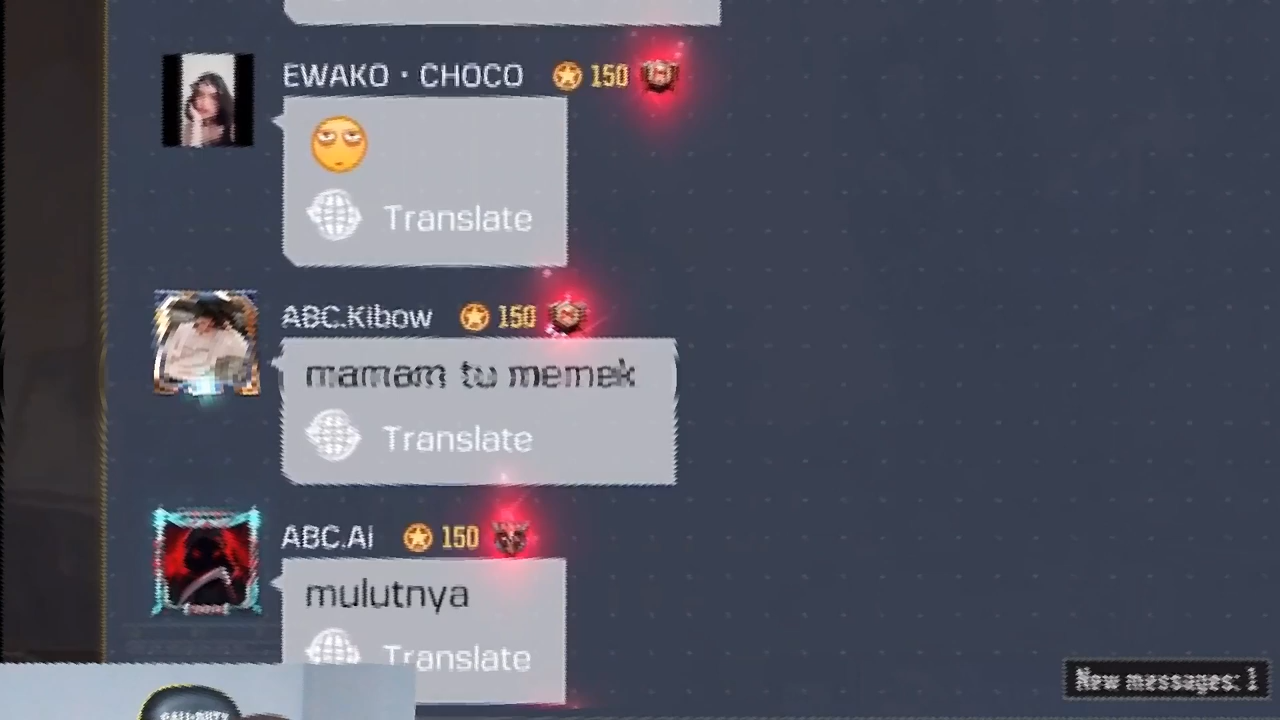 EWAKO · CHOCO 150
Translate
ABC.Kibow 150
mamam tu memek
Translate
ABC.Al 150
mulutnya
Translate
New messages: 1